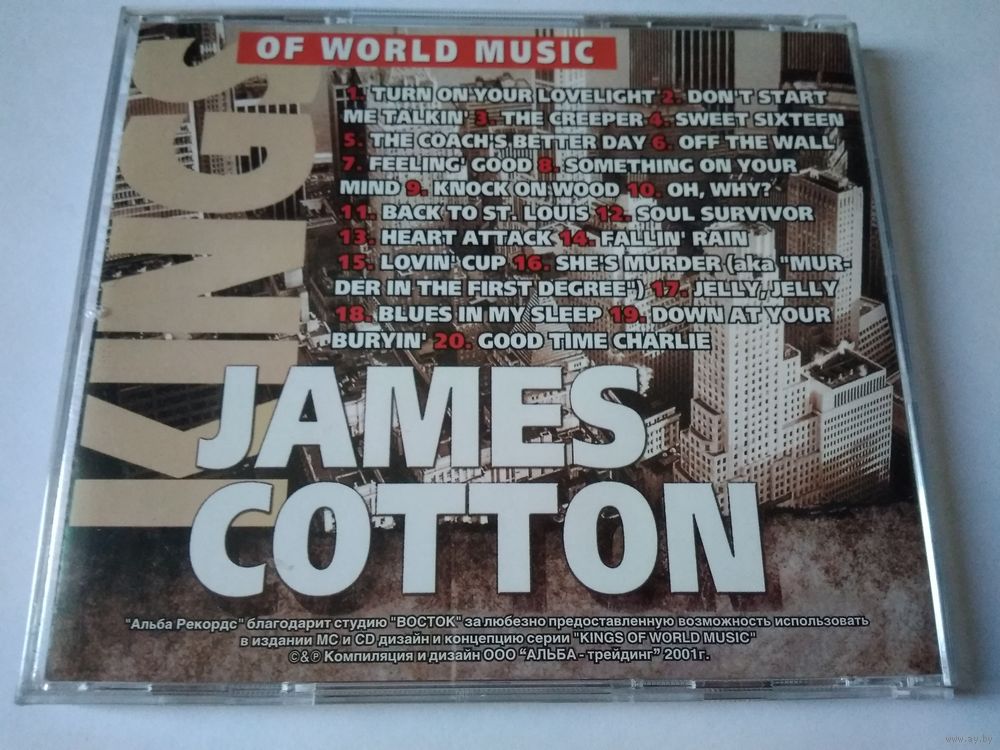 KINGS
OF WORLD MUSIC
1. TURN ON YOUR LOVELIGHT 2. DON'T START
ME TALKIN' 3. THE CREEPER 4. SWEET SIXTEEN
5. THE COACH'S BETTER DAY 6. OFF THE WALL
7. FEELING GOOD 8. SOMETHING ON YOUR
MIND 9. KNOCK ON WOOD 10. OH, WHY?
11. BACK TO ST. LOUIS 12. SOUL SURVIVOR
13. HEART ATTACK 14. FALLIN' RAIN
15. LOVIN' CUP 16. SHE'S MURDER (aka "MUR-
DER IN THE FIRST DEGREE") 17. JELLY, JELLY
18. BLUES IN MY SLEEP 19. DOWN AT YOUR
BURYIN' 20. GOOD TIME CHARLIE
JAMES
COTTON
"Альба Рекордс" благодарит студию "ВОСТОК" за любезно предоставленную возможность использовать
в издании МС и CD дизайн и концепцию серии "KINGS OF WORLD MUSIC"
©&℗ Компиляция и дизайн ООО "АЛЬБА - трейдинг" 2001г.
www.ay.by